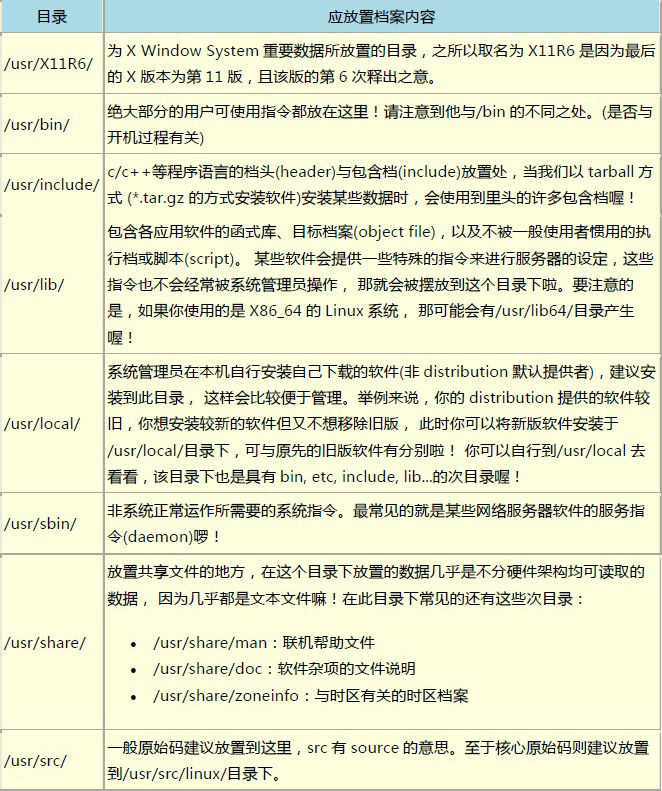 目录 应放置档案内容
/usr/X11R6/ 为 X Window System 重要数据所放置的目录，之所以取名为 X11R6 是因为最后
的 X 版本为第 11 版，且该版的第 6 次释出之意。
/usr/bin/ 绝大部分的用户可使用指令都放在这里！请注意到他与/bin 的不同之处。(是否与
开机过程有关)
/usr/include/ c/c++等程序语言的档头(header)与包含档(include)放置处，当我们以 tarball 方
式 (*.tar.gz 的方式安装软件)安装某些数据时，会使用到里头的许多包含档喔！
/usr/lib/ 包含各应用软件的函式库、目标档案(object file)，以及不被一般使用者惯用的执
行档或脚本(script)。 某些软件会提供一些特殊的指令来进行服务器的设定，这些
指令也不会经常被系统管理员操作， 那就会被摆放到这个目录下啦。要注意的
是，如果你使用的是 X86_64 的 Linux 系统， 那可能会有/usr/lib64/目录产生
喔！
/usr/local/ 系统管理员在本机自行安装自己下载的软件(非 distribution 默认提供者)，建议安
装到此目录， 这样会比较便于管理。举例来说，你的 distribution 提供的软件较
旧，你想安装较新的软件但又不想移除旧版， 此时你可以将新版软件安装于
/usr/local/目录下，可与原先的旧版软件有分别啦！ 你可以自行到/usr/local 去
看看，该目录下也是具有 bin, etc, include, lib...的次目录喔！
/usr/sbin/ 非系统正常运作所需要的系统指令。最常见的就是某些网络服务器软件的服务指
令(daemon)啰！
/usr/share/ 放置共享文件的地方，在这个目录下放置的数据几乎是不分硬件架构均可读取的
数据， 因为几乎都是文本文件嘛！在此目录下常见的还有这些次目录：
• /usr/share/man：联机帮助文件
• /usr/share/doc：软件杂项的文件说明
• /usr/share/zoneinfo：与时区有关的时区档案
/usr/src/ 一般原始码建议放置到这里，src 有 source 的意思。至于核心原始码则建议放置
到/usr/src/linux/目录下。